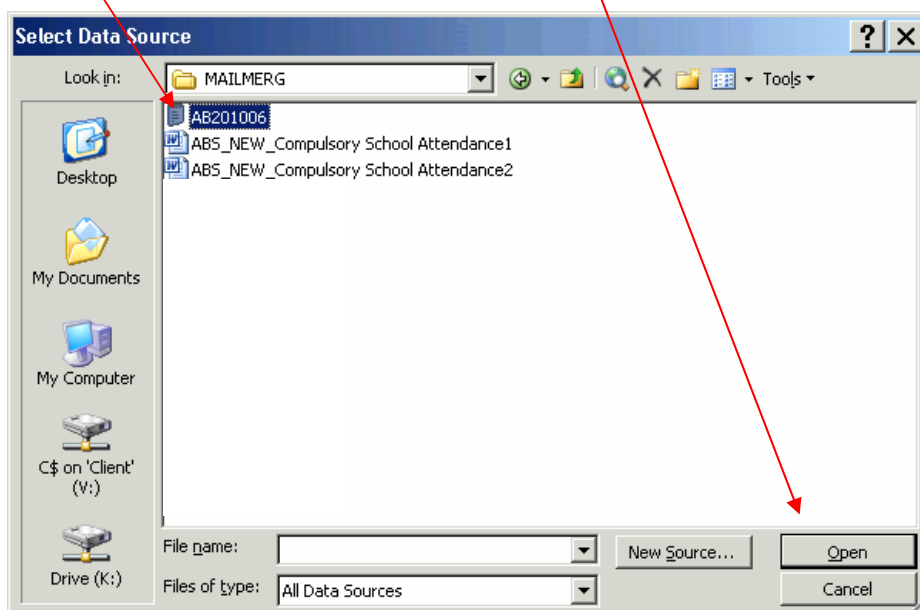 Select Data Source
?
Look in:
MAILMERG
Tools
AB201006
ABS_NEW_Compulsory School Attendance1
ABS_NEW_Compulsory School Attendance2
Desktop
My Documents
My Computer
C$ on 'Client'
(V:)
Drive (K:)
File name:
New Source...
Open
Files of type:
All Data Sources
Cancel